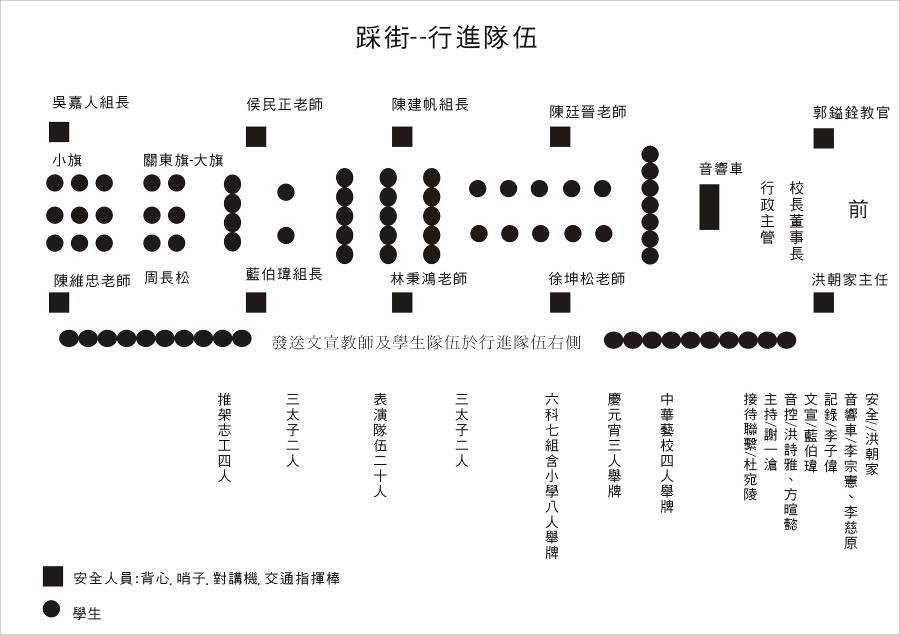 踩街--行進隊伍
吳嘉人組長
侯民正老師
陳建帆組長
陳廷晉老師
郭鎰銓教官
小旗
關東旗-大旗
音響車
行政主管
校長董事長
前
陳維忠老師
周長松
藍伯瑋組長
林秉鴻老師
徐坤松老師
洪朝家主任
發送文宣教師及學生隊伍於行進隊伍右側
推架志工四人
三太子二人
表演隊伍二十人
三太子二人
六科七組含小學八人舉牌
慶元宵三人舉牌
中華藝校四人舉牌
接待聯繫/杜宛陵
主持/謝一滄
音控/洪詩雅、方暄懿
文宣/藍伯瑋
記錄/李子偉
音響車/李宗憲、李慈原
安全//洪朝家
安全人員:背心. 哨子. 對講機. 交通指揮棒
學生